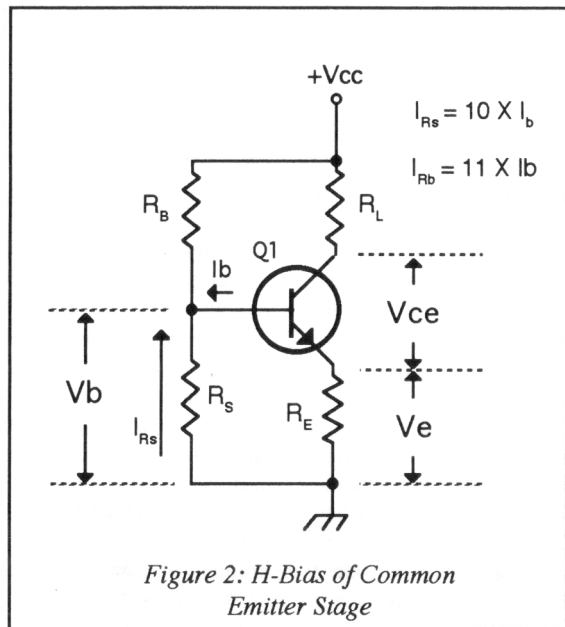 +Vcc
I_Rs = 10 X I_b
I_Rb = 11 X Ib
R_B
R_L
Q1
Ib
Vce
Vb
I_Rs
R_S
R_E
Ve
Figure 2: H-Bias of Common
Emitter Stage